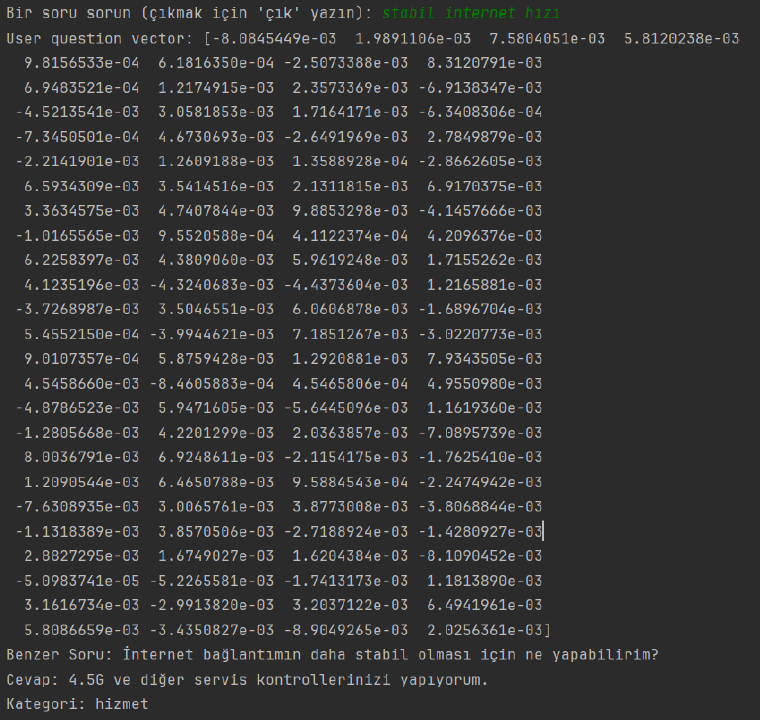 Bir soru sorun (çıkmak için 'çık' yazın): stabil internet hızı
User question vector: [-8.0845449e-03  1.9891106e-03  7.5804051e-03  5.8120238e-03
  9.8156533e-04  6.1816350e-04 -2.5073388e-03  8.3120791e-03
  6.9483521e-04  1.2174915e-03  2.3573369e-03 -6.9138347e-03
 -4.5213541e-03  3.0581853e-03  1.7164171e-03 -6.3408306e-04
 -7.3450501e-04  4.6730693e-03 -2.6491969e-03  2.7849879e-03
 -2.2141901e-03  1.2609188e-03  1.3588928e-04 -2.8662605e-03
  6.5934309e-03  3.5414516e-03  2.1311815e-03  6.9170375e-03
  3.3634575e-03  4.7407844e-03  9.8853298e-03 -4.1457666e-03
 -1.0165565e-03  9.5520588e-04  4.1122374e-04  4.2096376e-03
  6.2258397e-03  4.3809060e-03  5.9619248e-03  1.7155262e-03
  4.1235196e-03 -4.3240683e-03 -4.4373604e-03  1.2165881e-03
 -3.7268987e-03  3.5046551e-03  6.0606878e-03 -1.6896704e-03
  5.4552150e-04 -3.9944621e-03  7.1851267e-03 -3.0220773e-03
  9.0107357e-04  5.8759428e-03  1.2920881e-03  7.9343505e-03
  4.5458660e-03 -8.4605883e-04  4.5465806e-04  4.9550980e-03
 -4.8786523e-03  5.9471605e-03 -5.6445096e-03  1.1619360e-03
 -1.2805668e-03  4.2201299e-03  2.0363857e-03 -7.0895739e-03
  8.0036791e-03  6.9248611e-03 -2.1154175e-03 -1.7625410e-03
  1.2090544e-03  6.4650788e-03  9.5884543e-04 -2.2474942e-03
 -7.6308935e-03  3.0065761e-03  3.8773008e-03 -3.8068844e-03
 -1.1318389e-03  3.8570506e-03 -2.7188924e-03 -1.4280927e-03
  2.8827295e-03  1.6749027e-03  1.6204384e-03 -8.1090452e-03
 -5.0983741e-05 -5.2265581e-03 -1.7413173e-03  1.1813890e-03
  3.1616734e-03 -2.9913820e-03  3.2037122e-03  6.4941961e-03
  5.8086659e-03 -3.4350827e-03 -8.9049265e-03  2.0256361e-03]
Benzer Soru: İnternet bağlantımın daha stabil olması için ne yapabilirim?
Cevap: 4.5G ve diğer servis kontrollerinizi yapıyorum.
Kategori: hizmet